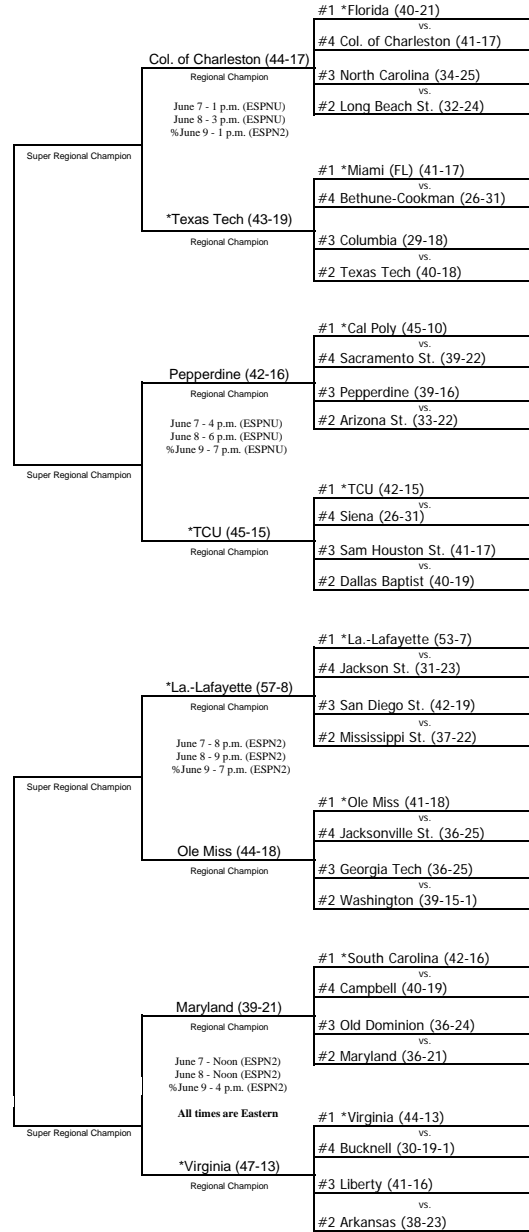 #1 *Florida (40-21)
vs.
#4 Col. of Charleston (41-17)
Col. of Charleston (44-17)
Regional Champion
#3 North Carolina (34-25)
vs.
#2 Long Beach St. (32-24)
June 7 - 1 p.m. (ESPNU)
June 8 - 3 p.m. (ESPNU)
%June 9 - 1 p.m. (ESPN2)
Super Regional Champion
#1 *Miami (FL) (41-17)
vs.
#4 Bethune-Cookman (26-31)
*Texas Tech (43-19)
Regional Champion
#3 Columbia (29-18)
vs.
#2 Texas Tech (40-18)
#1 *Cal Poly (45-10)
vs.
#4 Sacramento St. (39-22)
Pepperdine (42-16)
Regional Champion
#3 Pepperdine (39-16)
vs.
#2 Arizona St. (33-22)
June 7 - 4 p.m. (ESPNU)
June 8 - 6 p.m. (ESPNU)
%June 9 - 7 p.m. (ESPNU)
Super Regional Champion
#1 *TCU (42-15)
vs.
#4 Siena (26-31)
*TCU (45-15)
Regional Champion
#3 Sam Houston St. (41-17)
vs.
#2 Dallas Baptist (40-19)
#1 *La.-Lafayette (53-7)
vs.
#4 Jackson St. (31-23)
*La.-Lafayette (57-8)
Regional Champion
#3 San Diego St. (42-19)
vs.
#2 Mississippi St. (37-22)
June 7 - 8 p.m. (ESPN2)
June 8 - 9 p.m. (ESPN2)
%June 9 - 7 p.m. (ESPN2)
Super Regional Champion
#1 *Ole Miss (41-18)
vs.
#4 Jacksonville St. (36-25)
Ole Miss (44-18)
Regional Champion
#3 Georgia Tech (36-25)
vs.
#2 Washington (39-15-1)
#1 *South Carolina (42-16)
vs.
#4 Campbell (40-19)
Maryland (39-21)
Regional Champion
#3 Old Dominion (36-24)
vs.
#2 Maryland (36-21)
June 7 - Noon (ESPN2)
June 8 - Noon (ESPN2)
%June 9 - 4 p.m. (ESPN2)
All times are Eastern
Super Regional Champion
#1 *Virginia (44-13)
vs.
#4 Bucknell (30-19-1)
*Virginia (47-13)
Regional Champion
#3 Liberty (41-16)
vs.
#2 Arkansas (38-23)